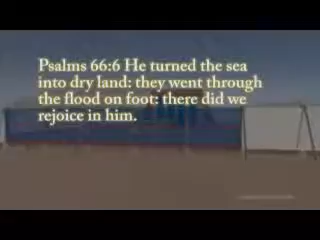 Psalms 66:6 He turned the sea
into dry land: they went through
the flood on foot: there did we
rejoice in him.